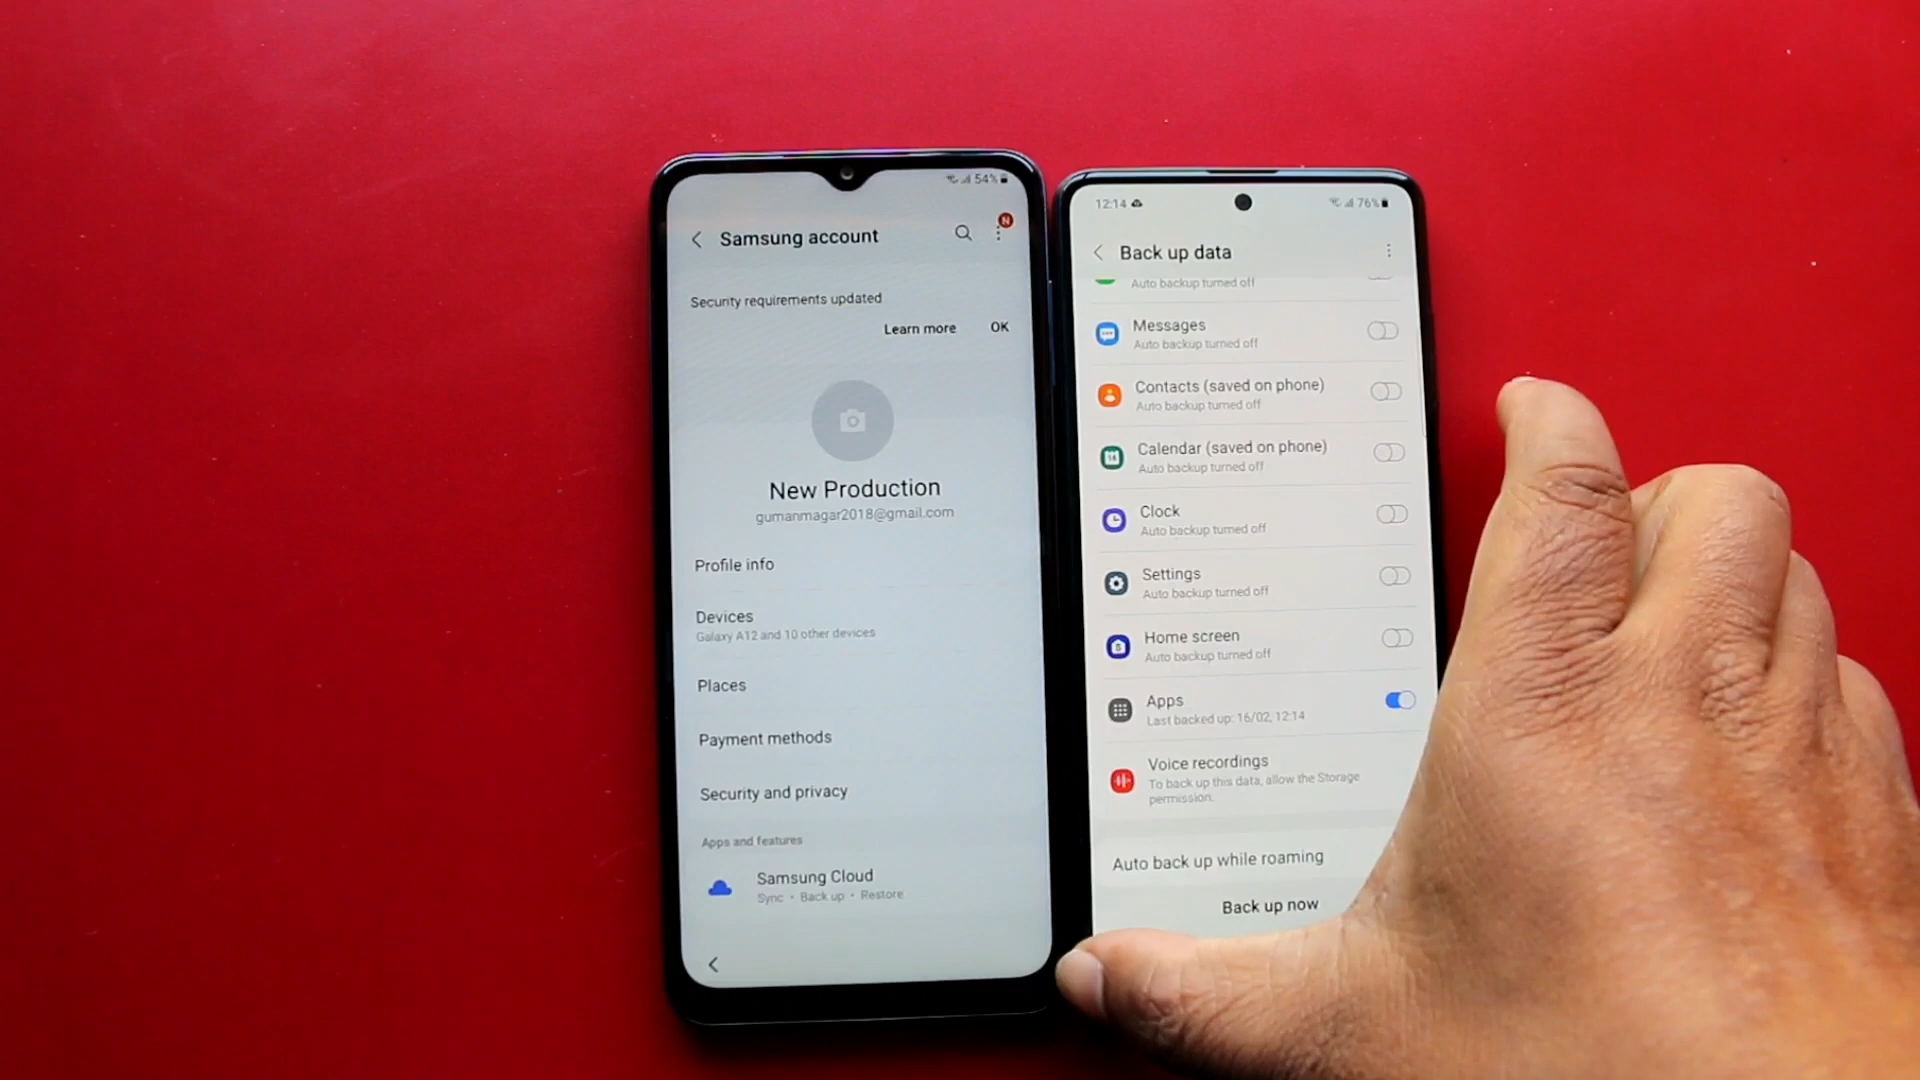 54%
Samsung account
N
Security requirements updated
Learn more OK
New Production
gumanmagar2018@gmail.com
Profile info
Devices
Galaxy A12 and 10 other devices
Places
Payment methods
Security and privacy
Apps and features
Samsung Cloud
Sync • Back up • Restore
12:14
76%
Back up data
Auto backup turned off
Messages
Auto backup turned off
Contacts (saved on phone)
Auto backup turned off
Calendar (saved on phone)
Auto backup turned off
Clock
Auto backup turned off
Settings
Auto backup turned off
Home screen
Auto backup turned off
Apps
Last backed up: 16/02, 12:14
Voice recordings
To back up this data, allow the Storage
permission.
Auto back up while roaming
Back up now